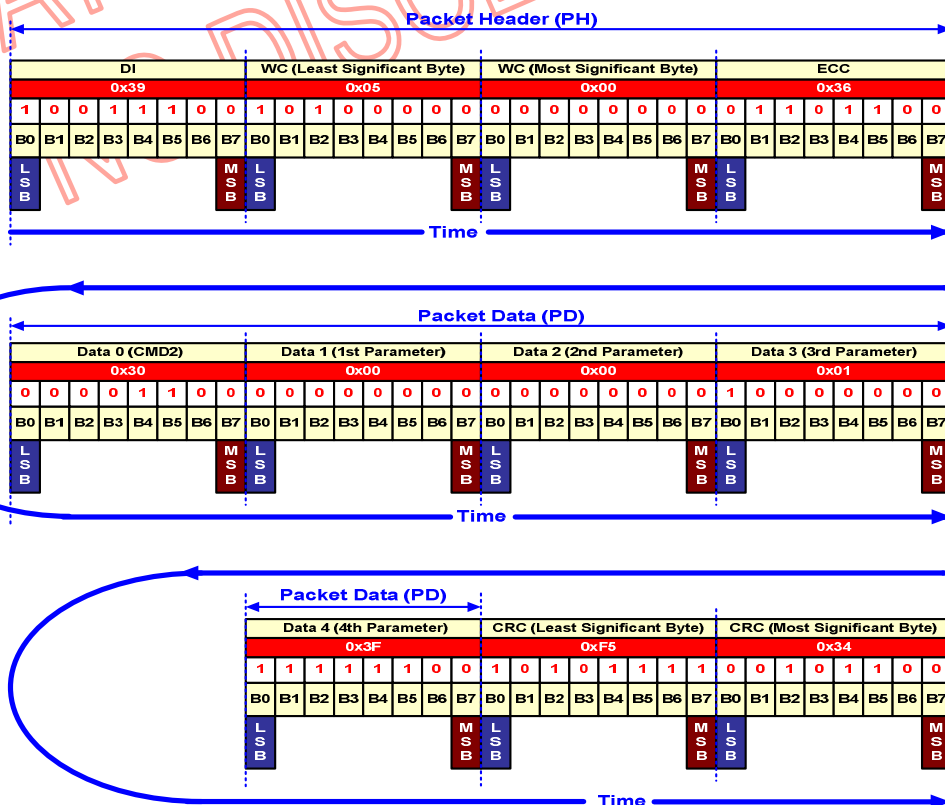 NO
Packet Header (PH)
DI WC (Least Significant Byte) WC (Most Significant Byte) ECC
0x39 0x05 0x00 0x36
1 0 0 1 1 1 0 0 1 0 1 0 0 0 0 0 0 0 0 0 0 0 0 0 0 1 1 0 1 1 0 0
B0 B1 B2 B3 B4 B5 B6 B7 B0 B1 B2 B3 B4 B5 B6 B7 B0 B1 B2 B3 B4 B5 B6 B7 B0 B1 B2 B3 B4 B5 B6 B7
LSB MSB LSB MSB LSB MSB LSB MSB
Time
Packet Data (PD)
Data 0 (CMD2) Data 1 (1st Parameter) Data 2 (2nd Parameter) Data 3 (3rd Parameter)
0x30 0x00 0x00 0x01
0 0 0 0 1 1 0 0 0 0 0 0 0 0 0 0 0 0 0 0 0 0 0 0 1 0 0 0 0 0 0 0
B0 B1 B2 B3 B4 B5 B6 B7 B0 B1 B2 B3 B4 B5 B6 B7 B0 B1 B2 B3 B4 B5 B6 B7 B0 B1 B2 B3 B4 B5 B6 B7
LSB MSB LSB MSB LSB MSB LSB MSB
Time
Packet Data (PD)
Data 4 (4th Parameter) CRC (Least Significant Byte) CRC (Most Significant Byte)
0x3F 0xF5 0x34
1 1 1 1 1 1 0 0 1 0 1 0 1 1 1 1 0 0 1 0 1 1 0 0
B0 B1 B2 B3 B4 B5 B6 B7 B0 B1 B2 B3 B4 B5 B6 B7 B0 B1 B2 B3 B4 B5 B6 B7
LSB MSB LSB MSB LSB MSB
Time